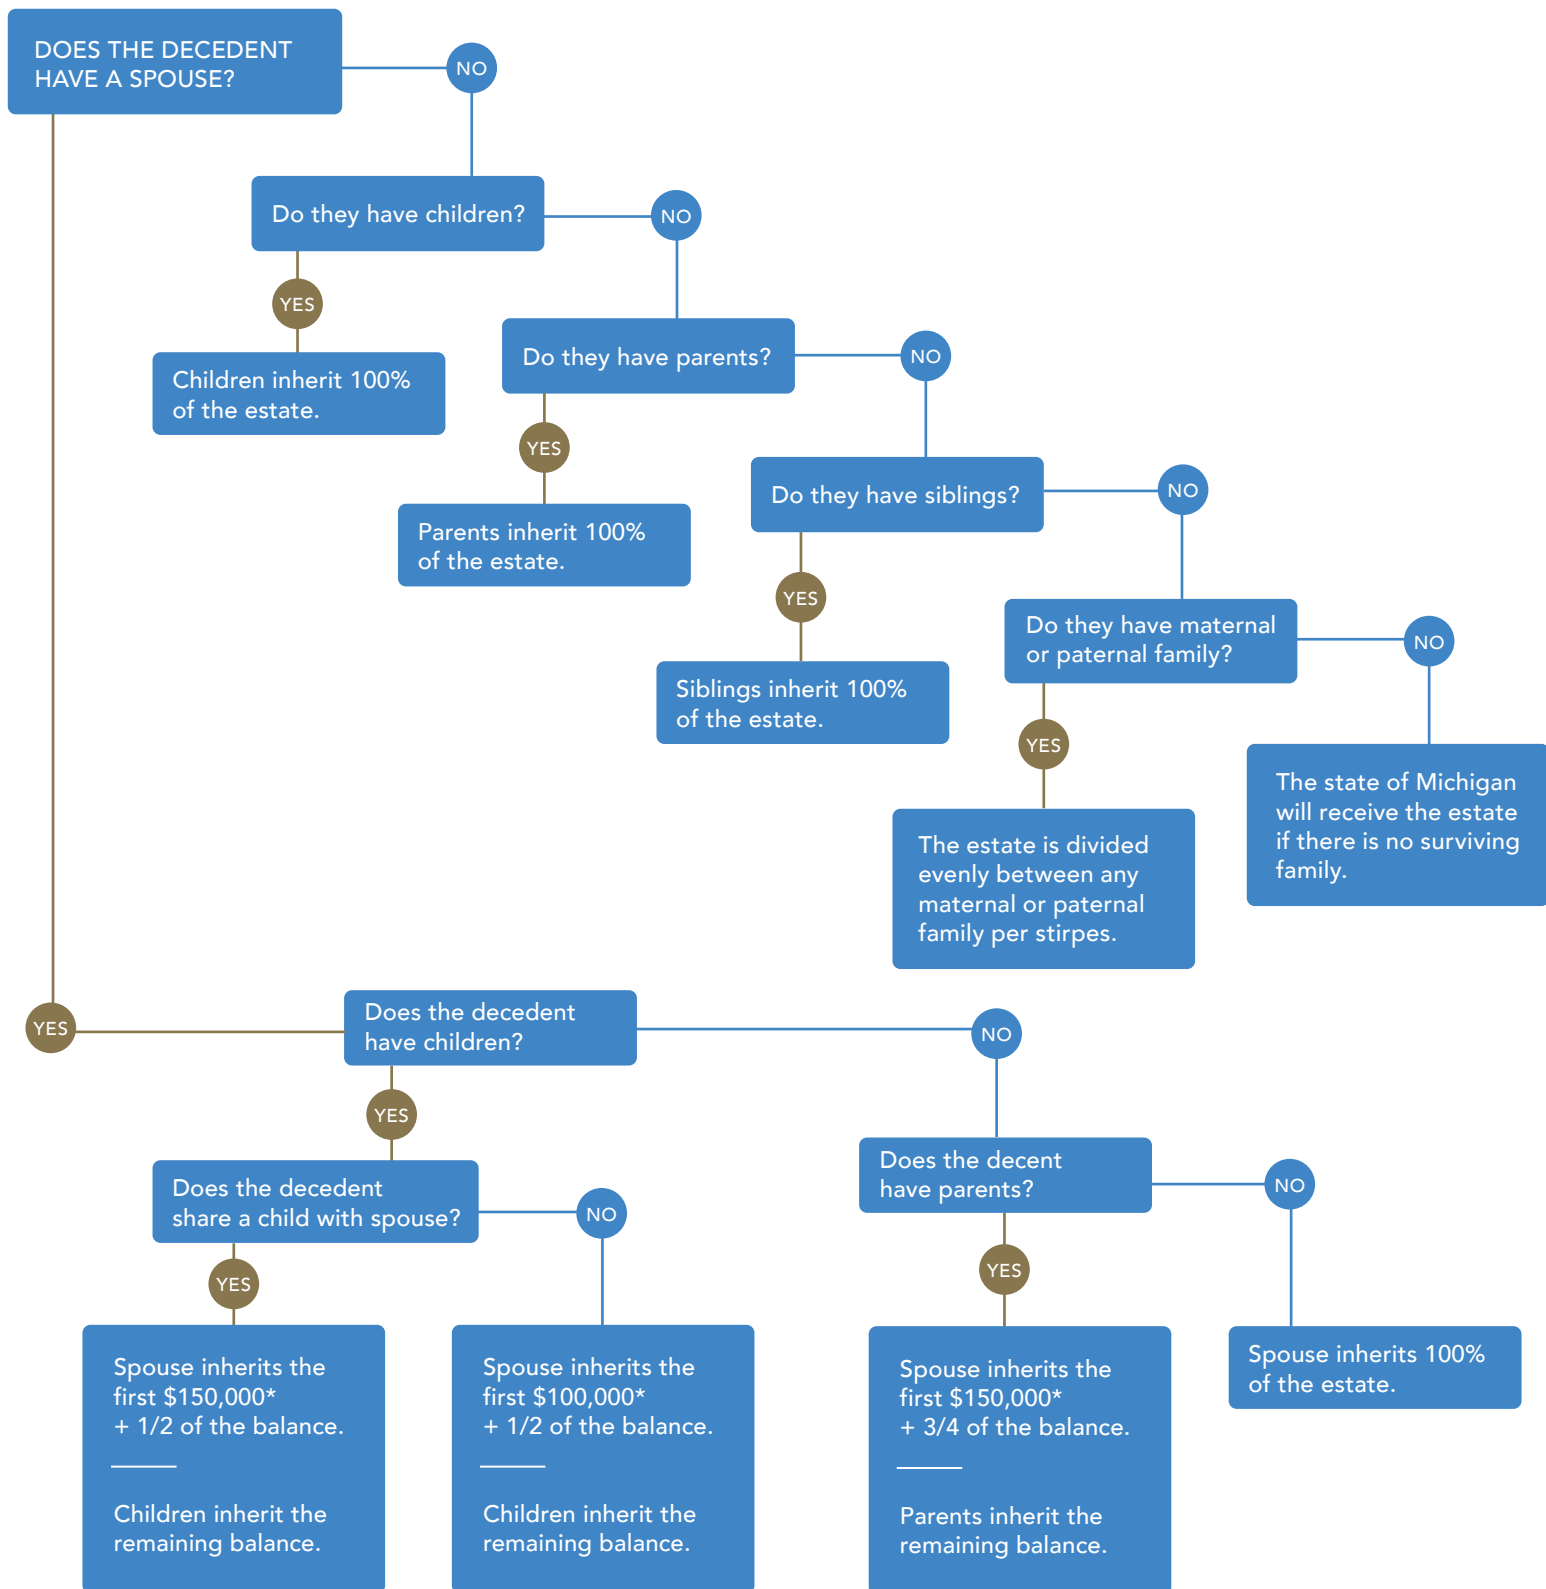 DOES THE DECEDENT
HAVE A SPOUSE?
NO
Do they have children?
NO
YES
Children inherit 100%
of the estate.
Do they have parents?
NO
YES
Parents inherit 100%
of the estate.
Do they have siblings?
NO
YES
Siblings inherit 100%
of the estate.
Do they have maternal
or paternal family?
NO
YES
The state of Michigan
will receive the estate
if there is no surviving
family.
The estate is divided
evenly between any
maternal or paternal
family per stirpes.
YES
Does the decedent
have children?
NO
YES
Does the decedent
share a child with spouse?
NO
YES
Does the decent
have parents?
NO
YES
Spouse inherits the
first $150,000*
+ 1/2 of the balance.
Children inherit the
remaining balance.
Spouse inherits the
first $100,000*
+ 1/2 of the balance.
Children inherit the
remaining balance.
Spouse inherits the
first $150,000*
+ 3/4 of the balance.
Parents inherit the
remaining balance.
Spouse inherits 100%
of the estate.